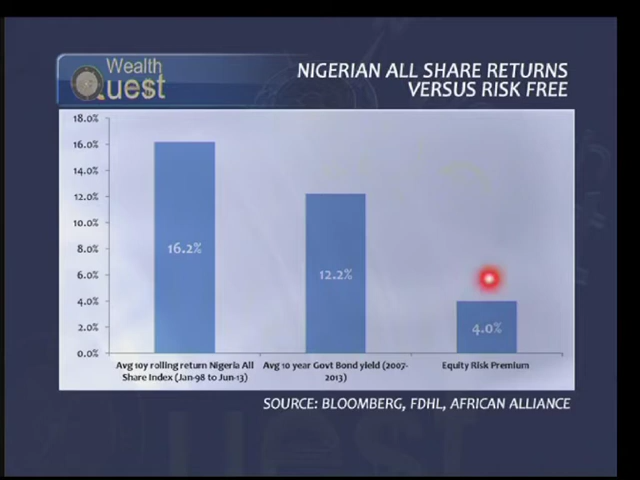 Wealth
Quest
NIGERIAN ALL SHARE RETURNS
VERSUS RISK FREE
18.0%
16.0%
14.0%
12.0%
10.0%
8.0%
6.0%
4.0%
2.0%
0.0%
16.2%
12.2%
4.0%
Avg 10y rolling return Nigeria All
Share Index (Jan-98 to Jun-13)
Avg 10 year Govt Bond yield (2007-
2013)
Equity Risk Premium
SOURCE: BLOOMBERG, FDHL, AFRICAN ALLIANCE